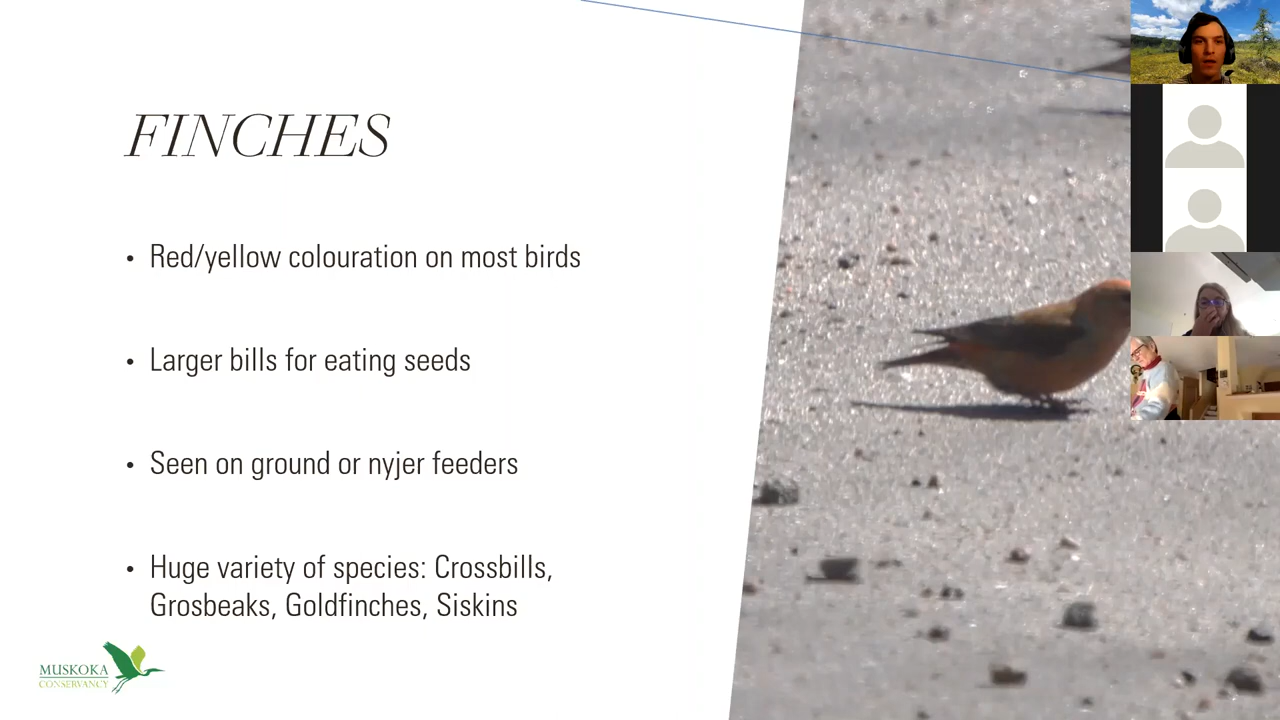 FINCHES
• Red/yellow colouration on most birds
• Larger bills for eating seeds
• Seen on ground or nyjer feeders
• Huge variety of species: Crossbills,
Grosbeaks, Goldfinches, Siskins
MUSKOKA
CONSERVANCY